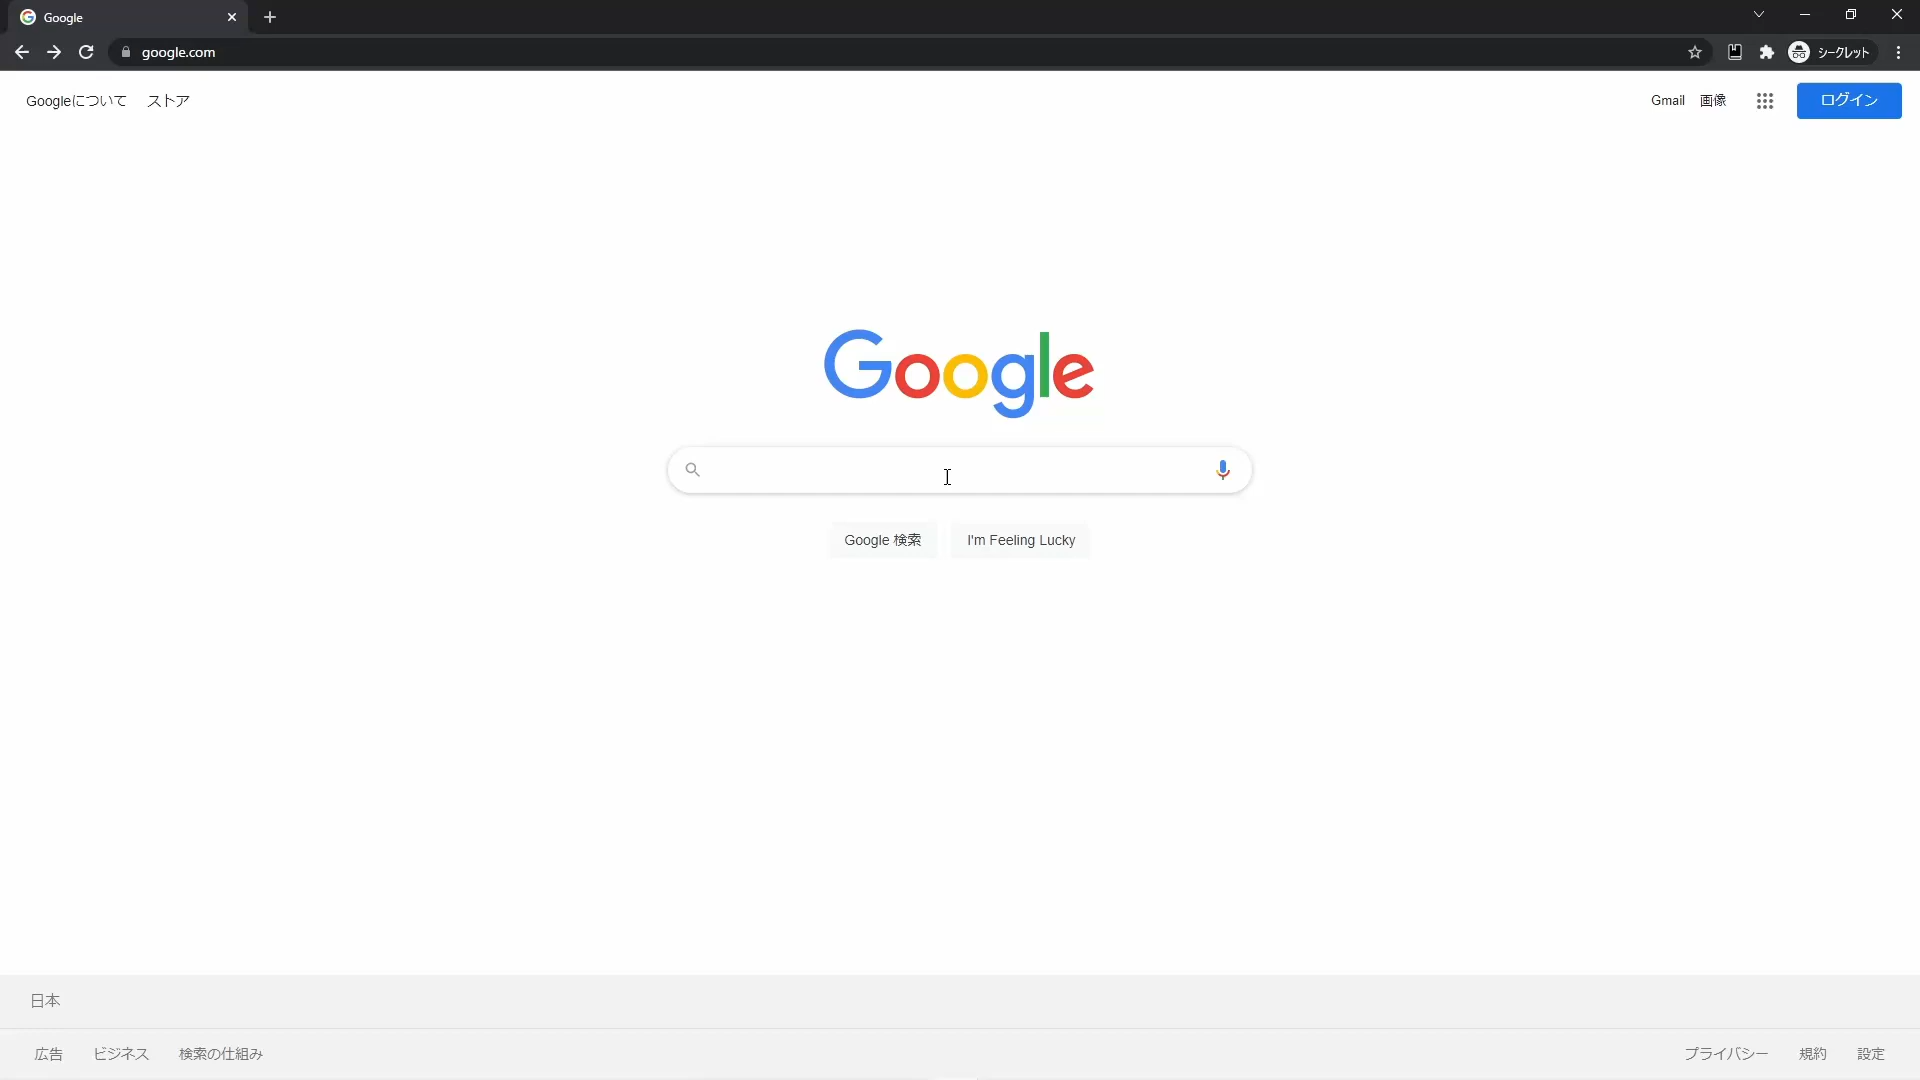 Google
google.com
シークレット
Googleについて ストア
Gmail 画像 ログイン
Google
Google 検索 I'm Feeling Lucky
日本
広告 ビジネス 検索の仕組み プライバシー 規約 設定